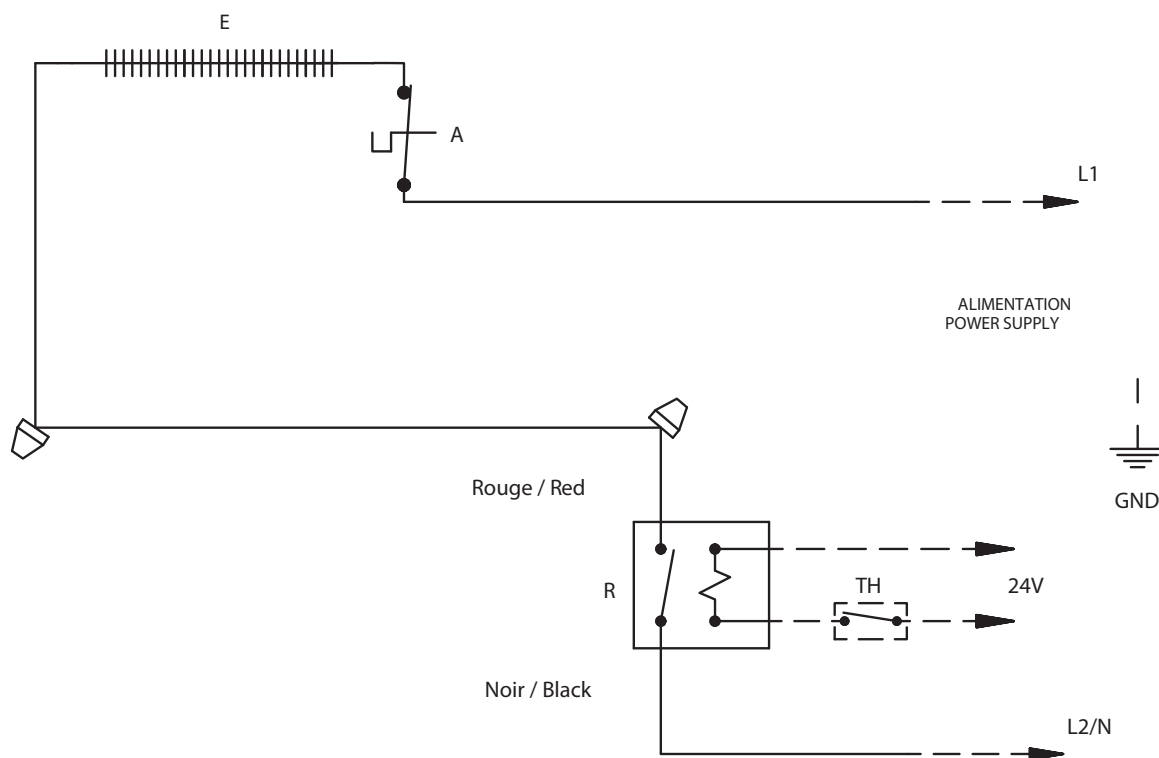 E
A
L1
ALIMENTATION
POWER SUPPLY
Rouge / Red
GND
R
TH
24V
Noir / Black
L2/N